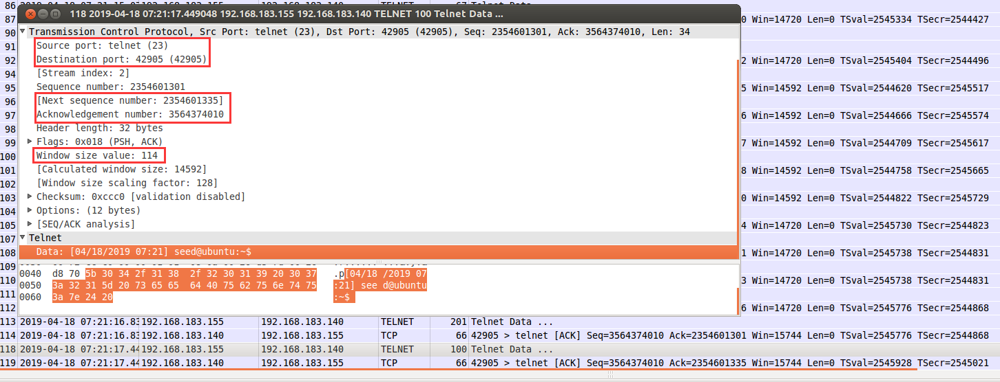 86
118 2019-04-18 07:21:17.449048 192.168.183.155 192.168.183.140 TELNET 100 Telnet Data ...
87 0 Win=14720 Len=0 TSval=2545334 TSecr=2544427
90 Transmission Control Protocol, Src Port: telnet (23), Dst Port: 42905 (42905), Seq: 2354601301, Ack: 3564374010, Len: 34
91 Source port: telnet (23)
92 Destination port: 42905 (42905) 2 Win=14720 Len=0 TSval=2545404 TSecr=2544496
94 [Stream index: 2]
95 Sequence number: 2354601301 5 Win=14592 Len=0 TSval=2544620 TSecr=2545517
96 [Next sequence number: 2354601335]
97 Acknowledgement number: 3564374010 6 Win=14592 Len=0 TSval=2544666 TSecr=2545574
98 Header length: 32 bytes
99 Flags: 0x018 (PSH, ACK) 7 Win=14592 Len=0 TSval=2544709 TSecr=2545617
100 Window size value: 114
101 [Calculated window size: 14592] 8 Win=14592 Len=0 TSval=2544758 TSecr=2545665
102 [Window size scaling factor: 128]
103 Checksum: 0xccc0 [validation disabled] 0 Win=14592 Len=0 TSval=2544822 TSecr=2545729
104 Options: (12 bytes)
105 [SEQ/ACK analysis] 4 Win=14592 Len=0 TSval=2545730 TSecr=2544823
107 Telnet
108 Data: [04/18/2019 07:21] seed@ubuntu:~$ 1 Win=14720 Len=0 TSval=2545738 TSecr=2544831
109
110 0040 d8 70 5b 30 34 2f 31 38 2f 32 30 31 39 20 30 37 .p[04/18 /2019 07 3 Win=14720 Len=0 TSval=2545738 TSecr=2544831
111 0050 3a 32 31 5d 20 73 65 65 64 40 75 62 75 6e 74 75 :21] see d@ubuntu
112 0060 3a 7e 24 20 :~$ 6 Win=14720 Len=0 TSval=2545776 TSecr=2544868
113 2019-04-18 07:21:16.83 192.168.183.155 192.168.183.140 TELNET 201 Telnet Data ...
114 2019-04-18 07:21:16.83 192.168.183.140 192.168.183.155 TCP 66 42905 > telnet [ACK] Seq=3564374010 Ack=2354601301 Win=15744 Len=0 TSval=2545776 TSecr=2544868
118 2019-04-18 07:21:17.44 192.168.183.155 192.168.183.140 TELNET 100 Telnet Data ...
119 2019-04-18 07:21:17.44 192.168.183.140 192.168.183.155 TCP 66 42905 > telnet [ACK] Seq=3564374010 Ack=2354601335 Win=15744 Len=0 TSval=2545928 TSecr=2545021